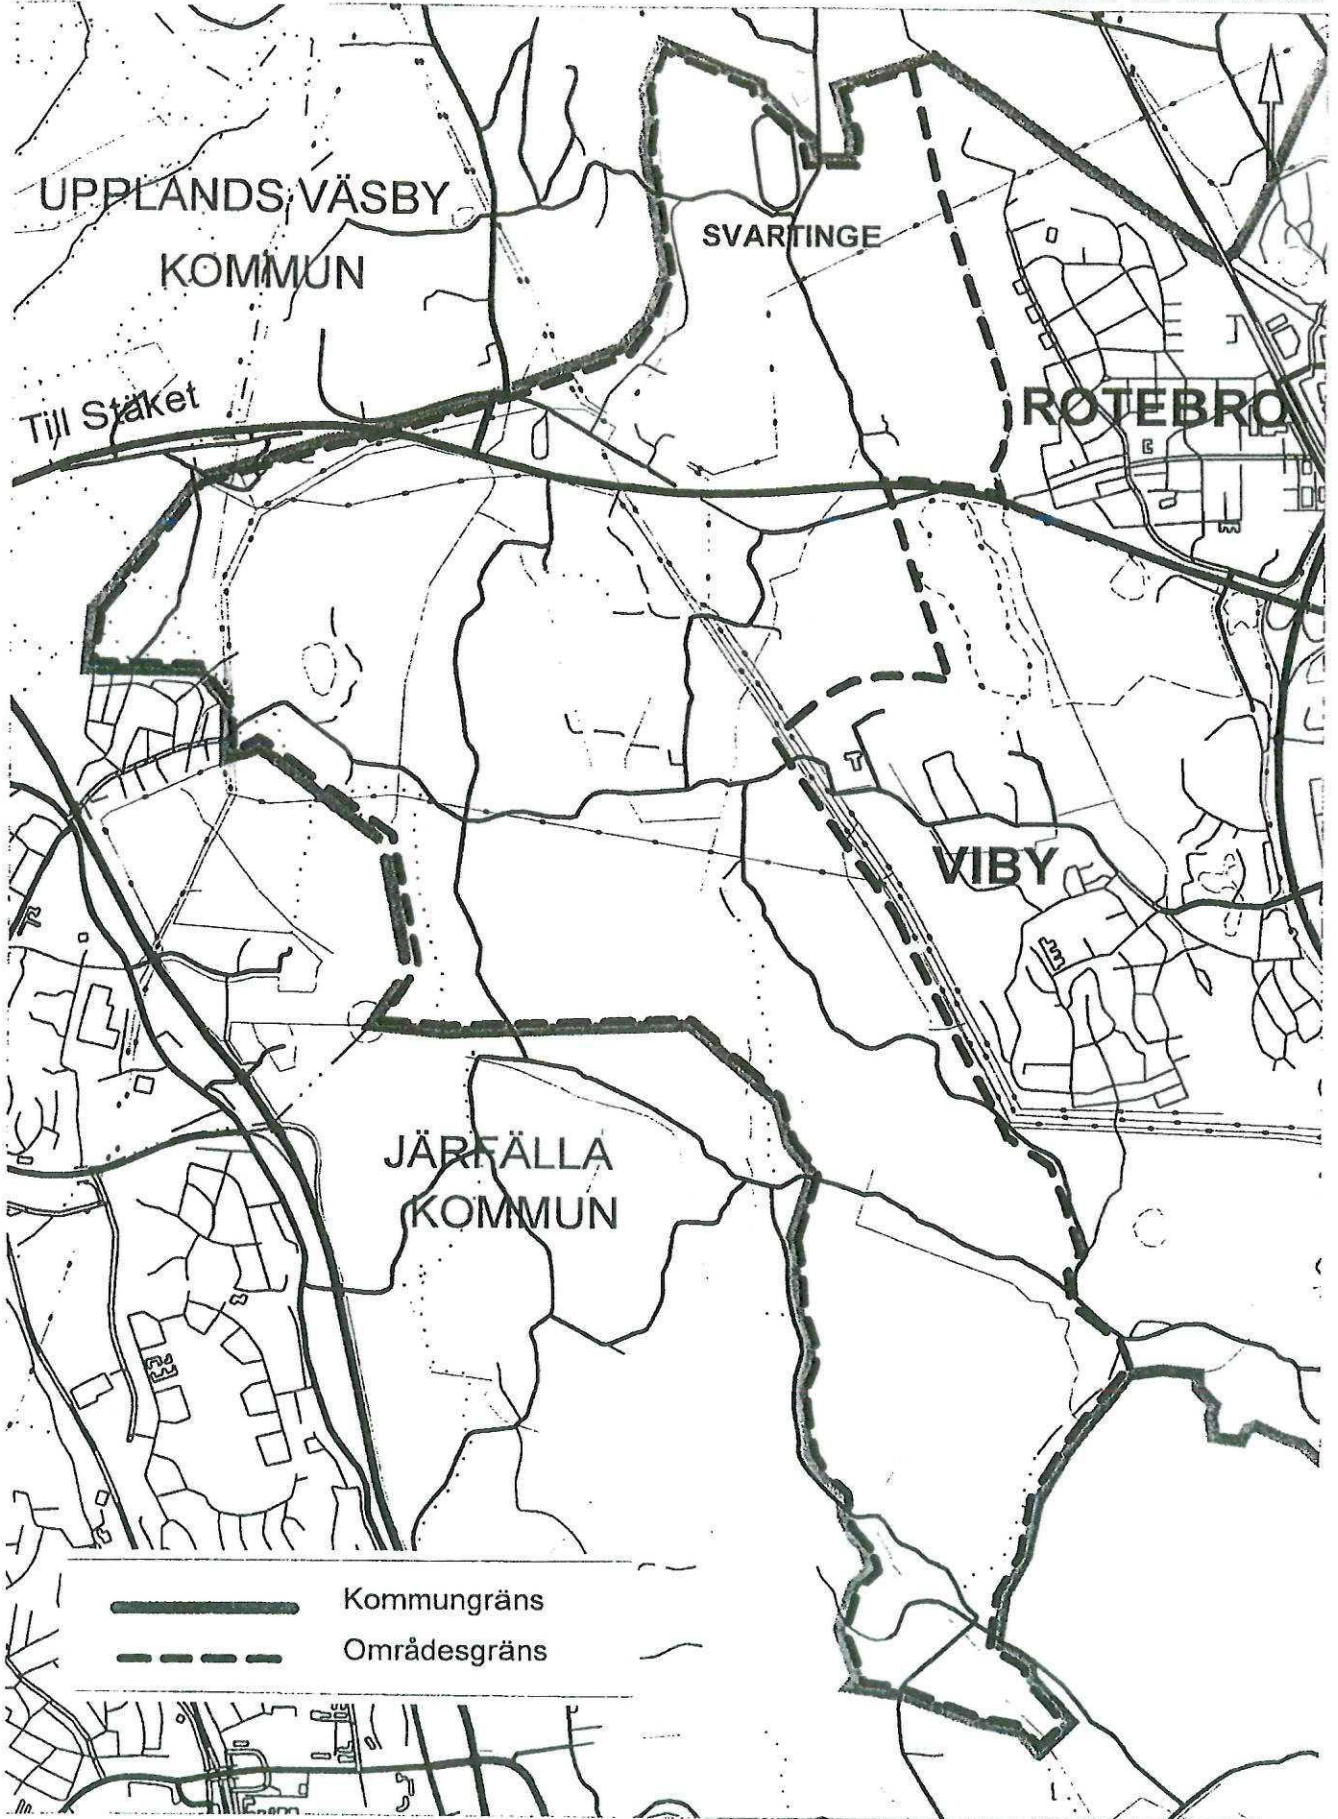 UPPLANDS VÄSBY
KOMMUN
SVARTINGE
Till Stäket
ROTEBRO
VIBY
JÄRFÄLLA
KOMMUN
Kommungräns
Områdesgräns